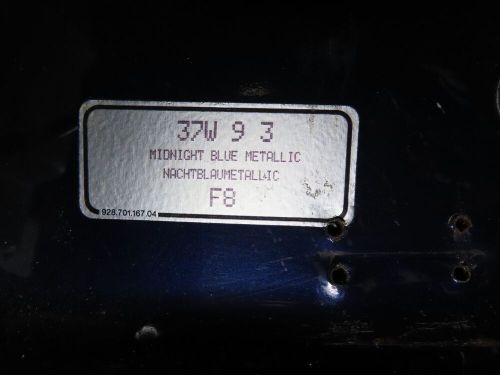 37W 9 3
MIDNIGHT BLUE METALLIC
NACHTBLAUMETALLIC
F8
928.701.167.04